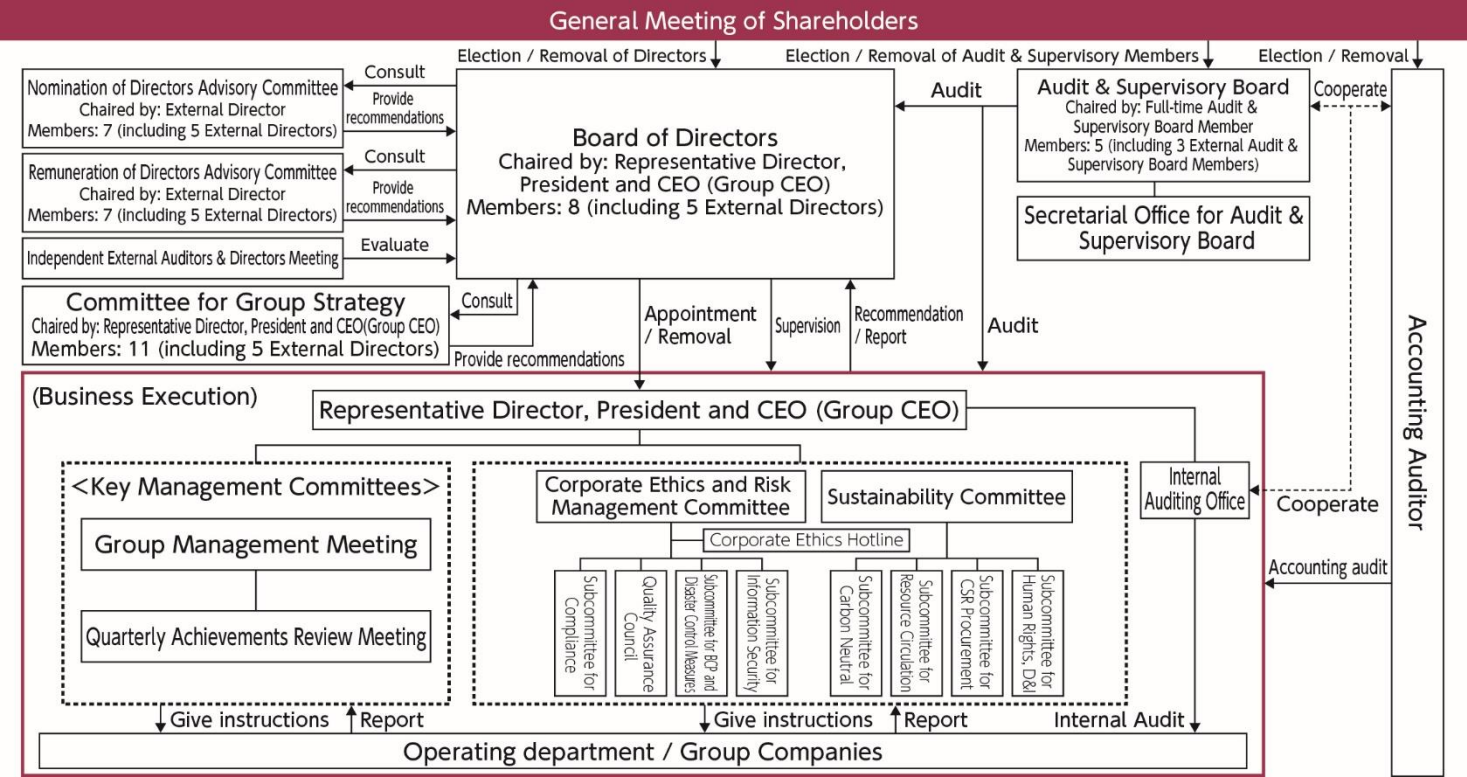 General Meeting of Shareholders
Election / Removal of Directors
Election / Removal of Audit & Supervisory Members
Election / Removal
Nomination of Directors Advisory Committee
Chaired by: External Director
Members: 7 (including 5 External Directors)
Consult
Provide
recommendations
Remuneration of Directors Advisory Committee
Chaired by: External Director
Members: 7 (including 5 External Directors)
Consult
Provide
recommendations
Independent External Auditors & Directors Meeting
Evaluate
Board of Directors
Chaired by: Representative Director,
President and CEO (Group CEO)
Members: 8 (including 5 External Directors)
Audit
Audit & Supervisory Board
Chaired by: Full-time Audit &
Supervisory Board Member
Members: 5 (including 3 External Audit &
Supervisory Board Members)
Cooperate
Secretarial Office for Audit &
Supervisory Board
Committee for Group Strategy
Chaired by: Representative Director, President and CEO(Group CEO)
Members: 11 (including 5 External Directors)
Consult
Provide recommendations
Appointment
/ Removal
Supervision
Recommendation
/ Report
Audit
Accounting Auditor
(Business Execution)
Representative Director, President and CEO (Group CEO)
<Key Management Committees>
Group Management Meeting
Quarterly Achievements Review Meeting
Corporate Ethics and Risk
Management Committee
Sustainability Committee
Corporate Ethics Hotline
Subcommittee for
Compliance
Quality Assurance
Council
Subcommittee for BCP and
Disaster Control Measures
Subcommittee for
Information Security
Subcommittee for
Carbon Neutral
Subcommittee for
Resource Circulation
Subcommittee for
CSR Procurement
Subcommittee for
Human Rights, D&I
Internal
Auditing Office
Cooperate
Accounting audit
Give instructions
Report
Give instructions
Report
Internal Audit
Operating department / Group Companies